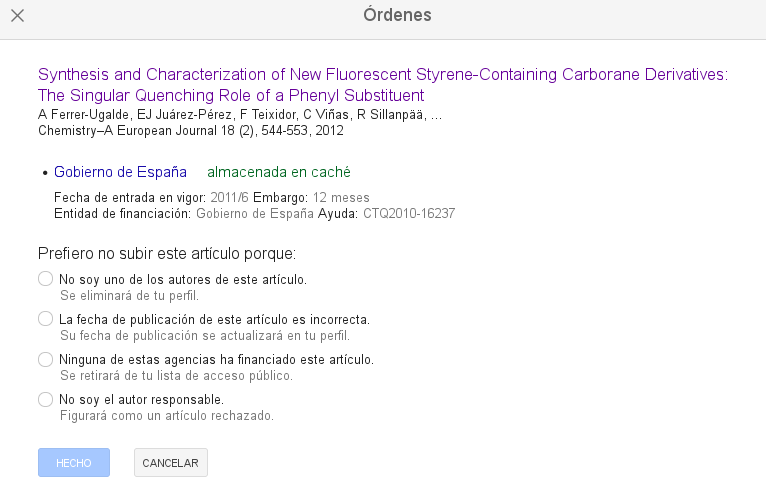 Órdenes
Synthesis and Characterization of New Fluorescent Styrene-Containing Carborane Derivatives:
The Singular Quenching Role of a Phenyl Substituent
A Ferrer-Ugalde, EJ Juárez-Pérez, F Teixidor, C Viñas, R Sillanpää, ...
Chemistry–A European Journal 18 (2), 544-553, 2012
• Gobierno de España almacenada en caché
Fecha de entrada en vigor: 2011/6 Embargo: 12 meses
Entidad de financiación: Gobierno de España Ayuda: CTQ2010-16237
Prefiero no subir este artículo porque:
No soy uno de los autores de este artículo.
Se eliminará de tu perfil.
La fecha de publicación de este artículo es incorrecta.
Su fecha de publicación se actualizará en tu perfil.
Ninguna de estas agencias ha financiado este artículo.
Se retirará de tu lista de acceso público.
No soy el autor responsable.
Figurará como un artículo rechazado.
HECHO CANCELAR